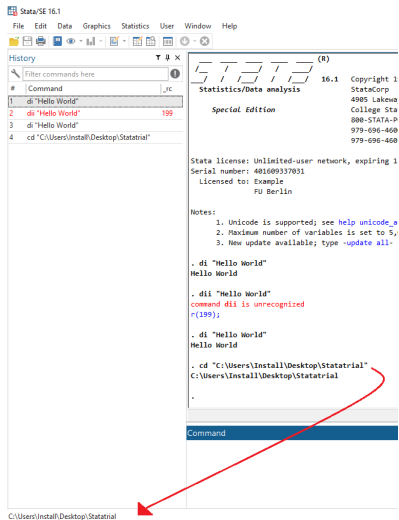 Stata/SE 16.1
File Edit Data Graphics Statistics User Window Help
History
Filter commands here
# Command _rc
1 di "Hello World"
2 dii "Hello World" 199
3 di "Hello World"
4 cd "C:\Users\Install\Desktop\Statatrial"
(R)
16.1 Copyright 1
Statistics/Data analysis StataCorp
4905 Lakewa
Special Edition College Sta
800-STATA-P
979-696-460
979-696-460
Stata license: Unlimited-user network, expiring 1
Serial number: 401609337031
Licensed to: Example
FU Berlin
Notes:
1. Unicode is supported; see help unicode_a
2. Maximum number of variables is set to 5,
3. New update available; type -update all-
. di "Hello World"
Hello World
. dii "Hello World"
command dii is unrecognized
r(199);
. di "Hello World"
Hello World
. cd "C:\Users\Install\Desktop\Statatrial"
C:\Users\Install\Desktop\Statatrial
.
Command
C:\Users\Install\Desktop\Statatrial